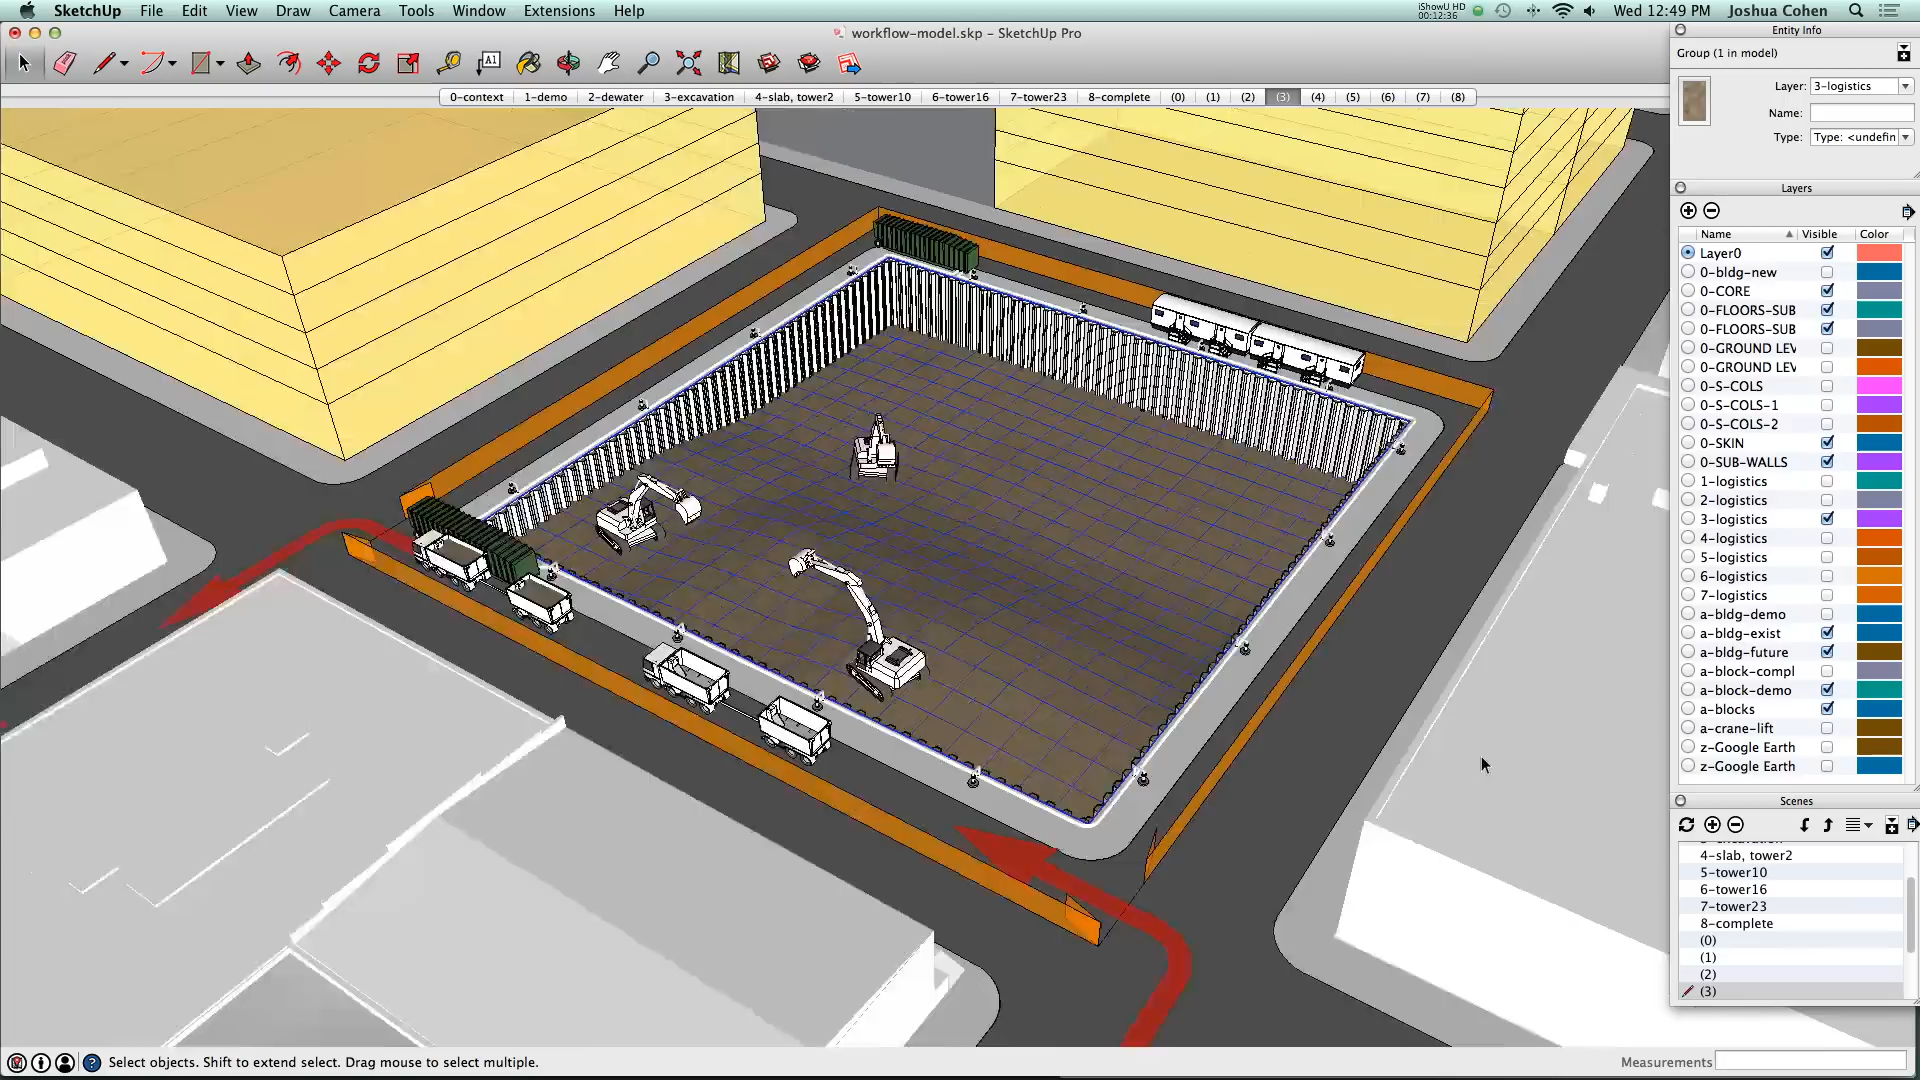 SketchUp File Edit View Draw Camera Tools Window Extensions Help
iShowU HD
00:12:36
Wed 12:49 PM Joshua Cohen
workflow-model.skp - SketchUp Pro
A1
0-context 1-demo 2-dewater 3-excavation 4-slab, tower2 5-tower10 6-tower16 7-tower23 8-complete (0) (1) (2) (3) (4) (5) (6) (7) (8)
Entity Info
Group (1 in model)
Layer: 3-logistics
Name:
Type: Type: <undefin
Layers
Name Visible Color
Layer0
0-bldg-new
0-CORE
0-FLOORS-SUB
0-FLOORS-SUB
0-GROUND LEV
0-GROUND LEV
0-S-COLS
0-S-COLS-1
0-S-COLS-2
0-SKIN
0-SUB-WALLS
1-logistics
2-logistics
3-logistics
4-logistics
5-logistics
6-logistics
7-logistics
a-bldg-demo
a-bldg-exist
a-bldg-future
a-block-compl
a-block-demo
a-blocks
a-crane-lift
z-Google Earth
z-Google Earth
Scenes
4-slab, tower2
5-tower10
6-tower16
7-tower23
8-complete
(0)
(1)
(2)
(3)
Select objects. Shift to extend select. Drag mouse to select multiple.
Measurements